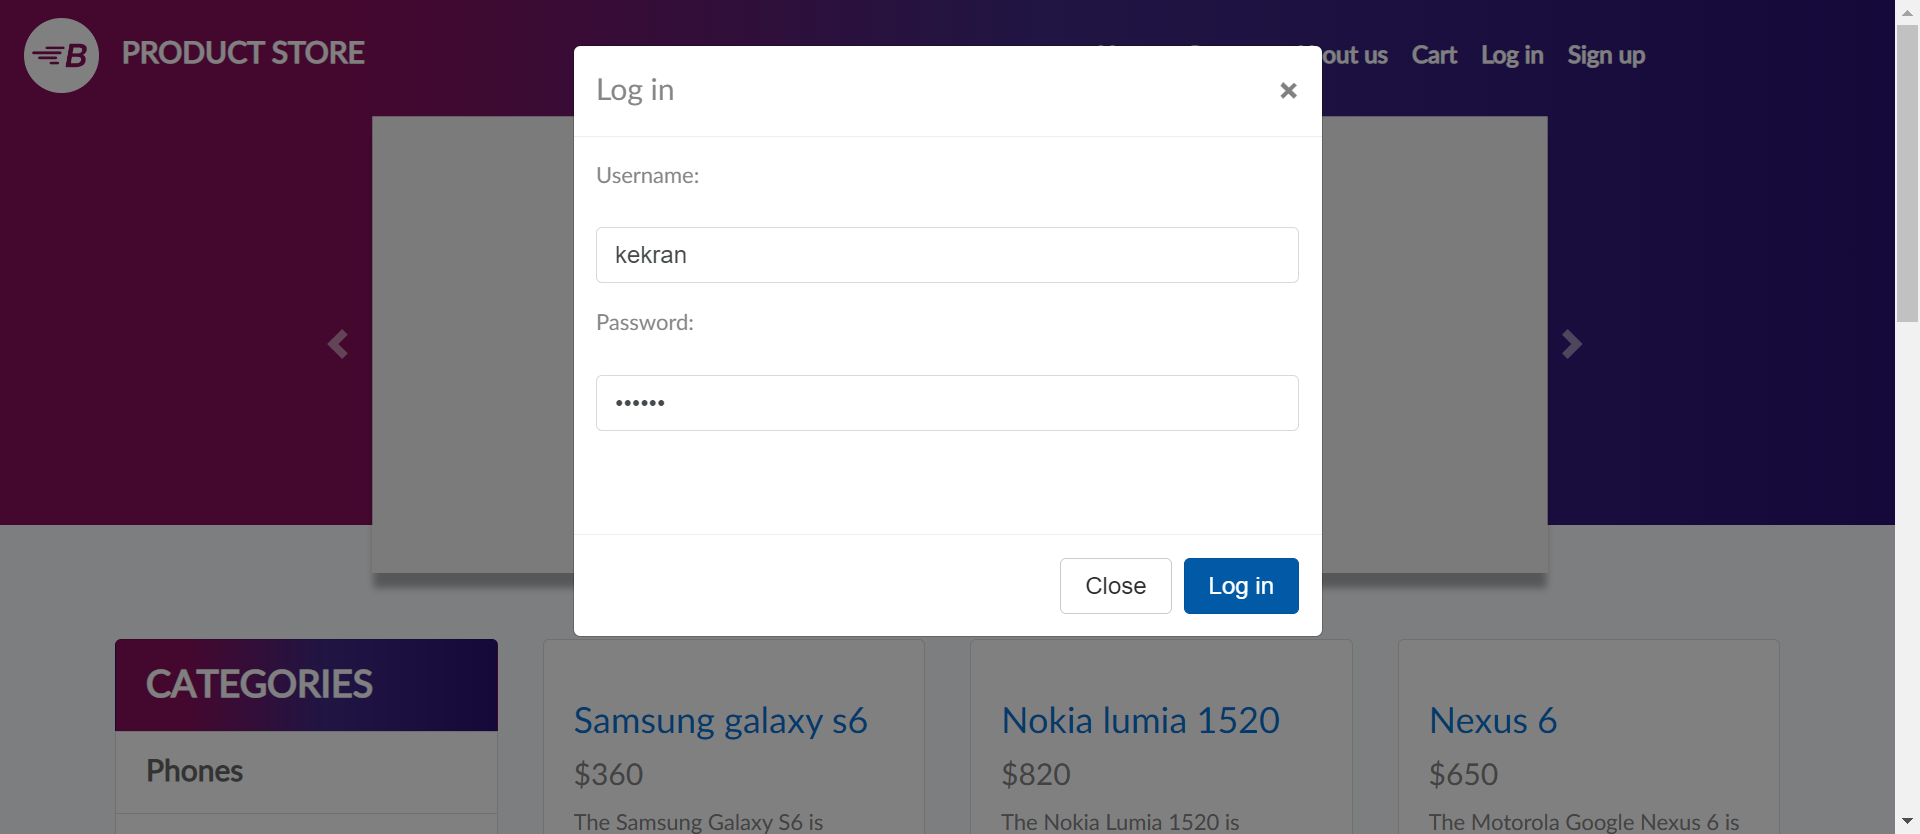 B PRODUCT STORE
out us Cart Log in Sign up
Log in
×
Username:
kekran
Password:
••••••
Close Log in
CATEGORIES
Phones
Samsung galaxy s6
$360
The Samsung Galaxy S6 is
Nokia lumia 1520
$820
The Nokia Lumia 1520 is
Nexus 6
$650
The Motorola Google Nexus 6 is